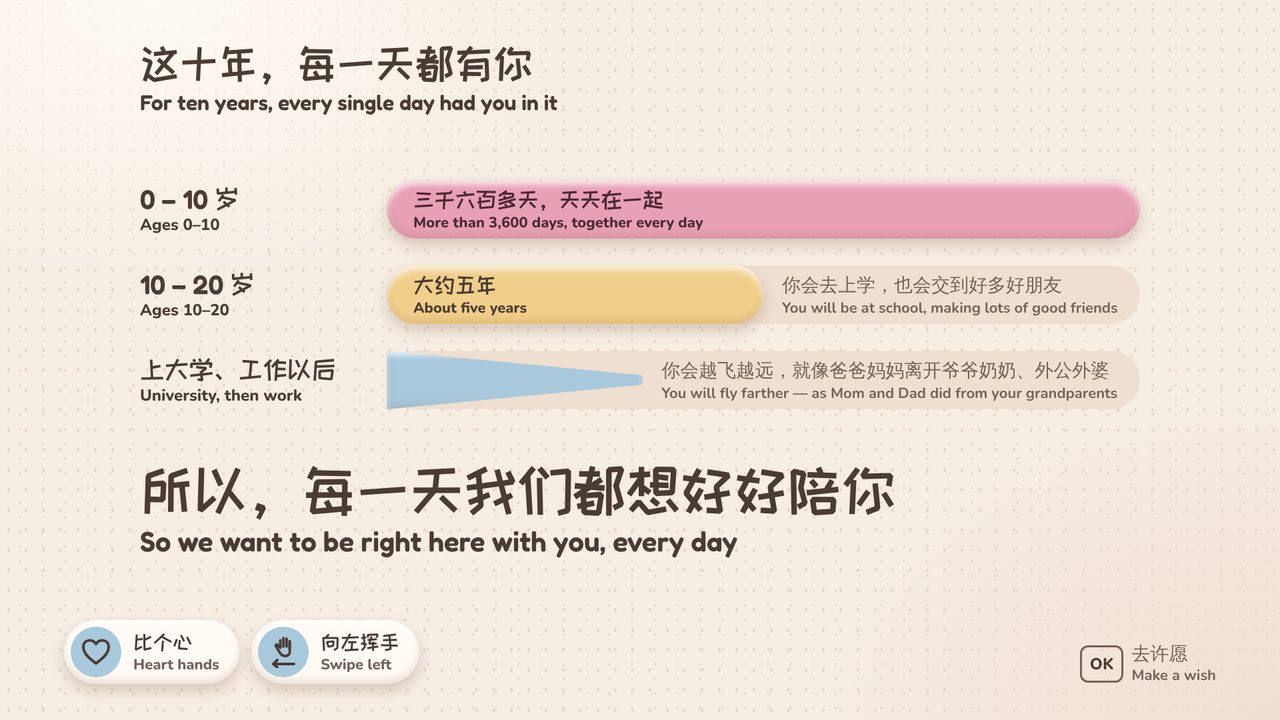 这十年，每一天都有你
For ten years, every single day had you in it
0 – 10 岁
Ages 0–10
三千六百多天，天天在一起
More than 3,600 days, together every day
10 – 20 岁
Ages 10–20
大约五年
About five years
你会去上学，也会交到好多好朋友
You will be at school, making lots of good friends
上大学、工作以后
University, then work
你会越飞越远，就像爸爸妈妈离开爷爷奶奶、外公外婆
You will fly farther — as Mom and Dad did from your grandparents
所以，每一天我们都想好好陪你
So we want to be right here with you, every day
比个心
Heart hands
向左挥手
Swipe left
OK
去许愿
Make a wish